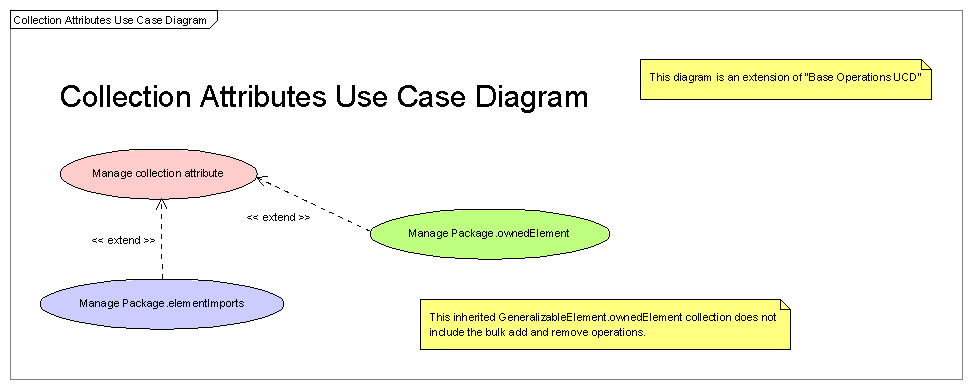 Collection Attributes Use Case Diagram
This diagram is an extension of "Base Operations UCD"
Collection Attributes Use Case Diagram
Manage collection attribute
<< extend >>
Manage Package.ownedElement
<< extend >>
Manage Package.elementImports
This inherited GeneralizableElement.ownedElement collection does not
include the bulk add and remove operations.